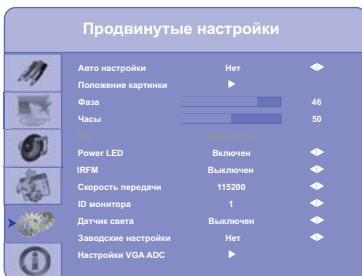 Продвинутые настройки
Авто настройки Нет
Положение картинки
Фаза 46
Часы 50
Power LED Включен
IRFM Выключен
Скорость передачи 115200
ID монитора 1
Датчик света Выключен
Заводские настройки Нет
Настройки VGA ADC